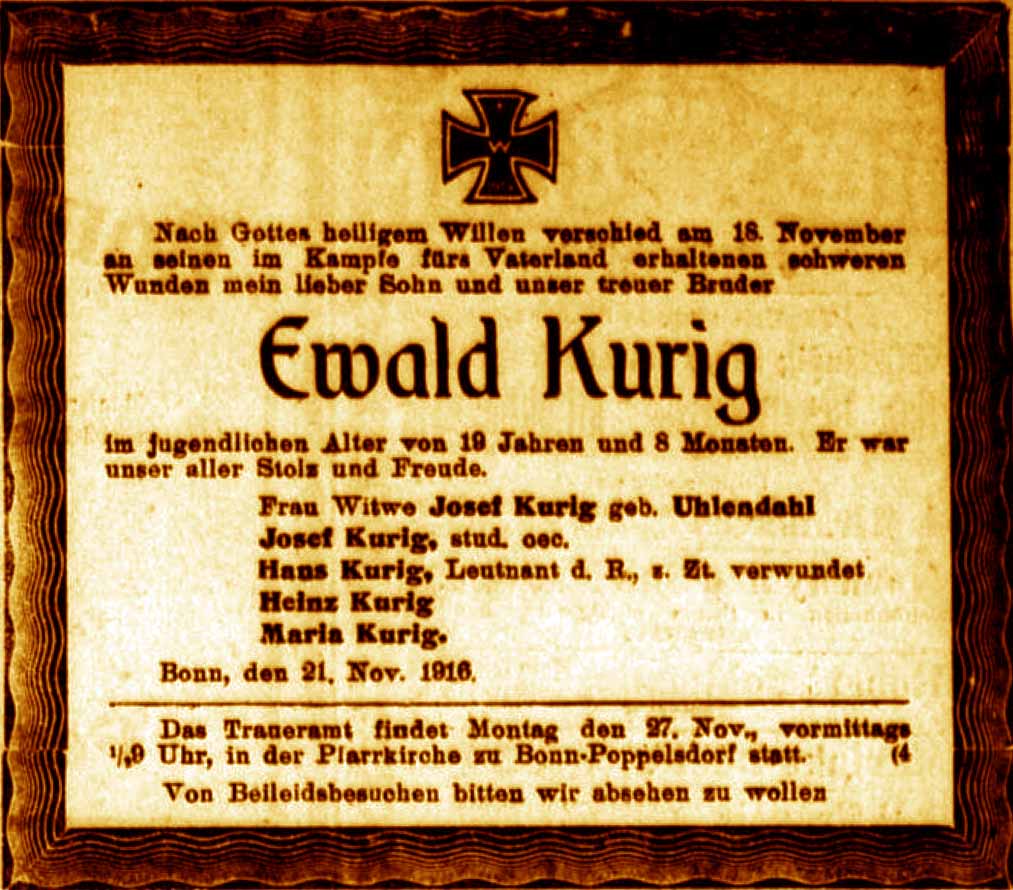 W
Nach Gottes heiligem Willen verschied am 18. November
an seinen im Kampfe fürs Vaterland erhaltenen schweren
Wunden mein lieber Sohn und unser treuer Bruder
Ewald Kurig
im jugendlichen Alter von 19 Jahren und 8 Monaten. Er war
unser aller Stolz und Freude.
Frau Witwe Josef Kurig geb. Uhlendahl
Josef Kurig, stud. oec.
Hans Kurig, Leutnant d. R., z. Zt. verwundet
Heinz Kurig
Maria Kurig.
Bonn, den 21. Nov. 1916.
Das Traueramt findet Montag den 27. Nov., vormittags
½9 Uhr, in der Pfarrkirche zu Bonn-Poppelsdorf statt. (4
Von Beileidsbesuchen bitten wir absehen zu wollen